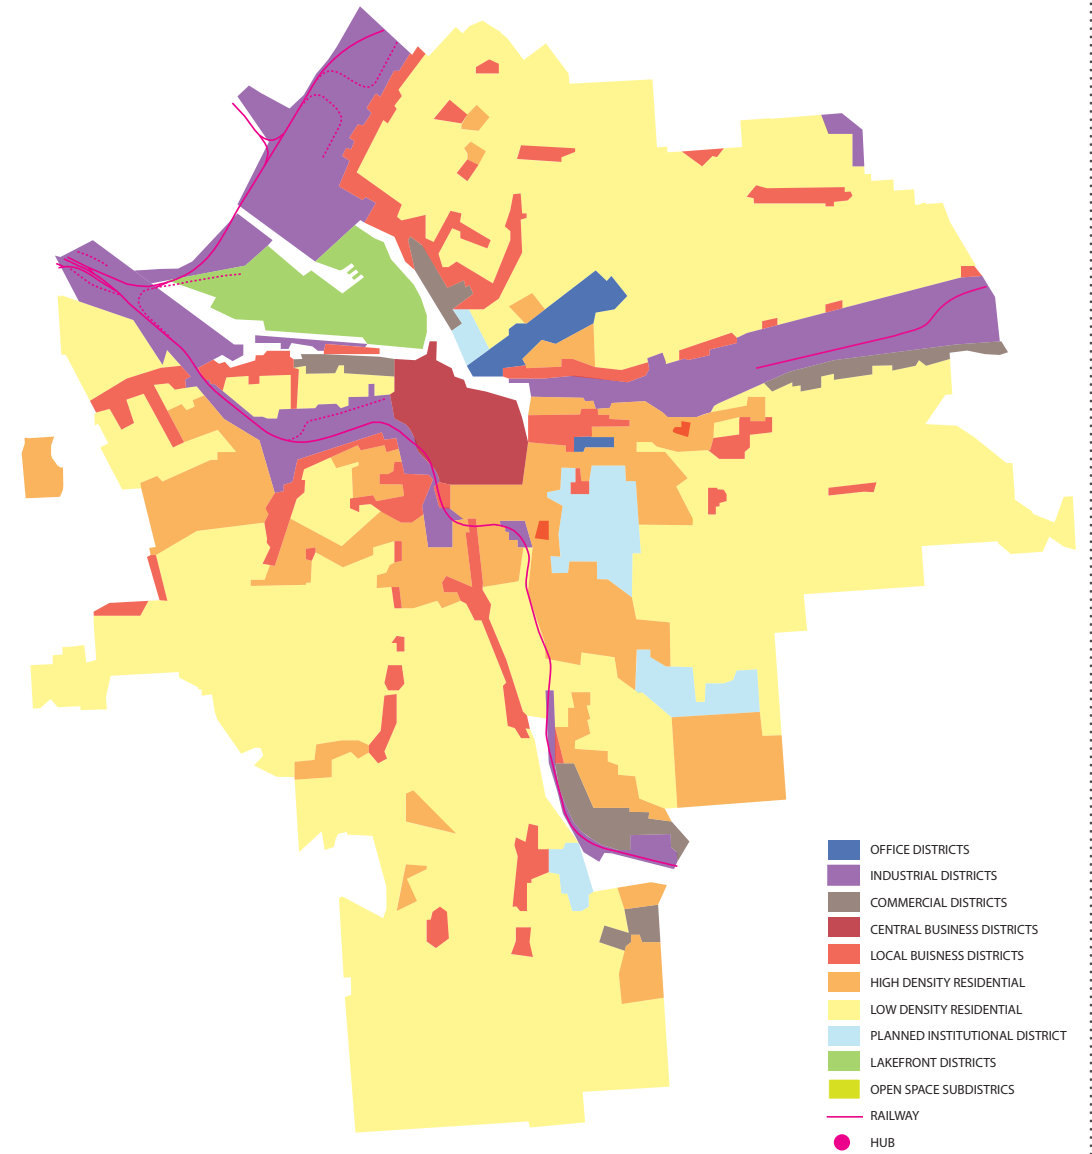 OFFICE DISTRICTS
INDUSTRIAL DISTRICTS
COMMERCIAL DISTRICTS
CENTRAL BUSINESS DISTRICTS
LOCAL BUISNESS DISTRICTS
HIGH DENSITY RESIDENTIAL
LOW DENSITY RESIDENTIAL
PLANNED INSTITUTIONAL DISTRICT
LAKEFRONT DISTRICTS
OPEN SPACE SUBDISTRICS
RAILWAY
HUB